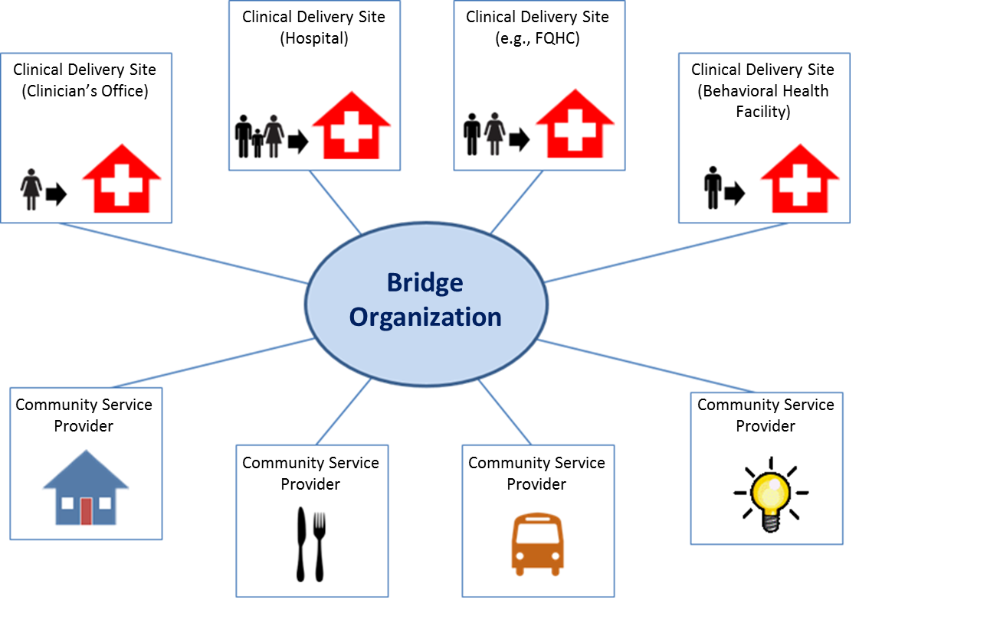 Clinical Delivery Site
(Clinician’s Office)
Clinical Delivery Site
(Hospital)
Clinical Delivery Site
(e.g., FQHC)
Clinical Delivery Site
(Behavioral Health
Facility)
Bridge
Organization
Community Service
Provider
Community Service
Provider
Community Service
Provider
Community Service
Provider